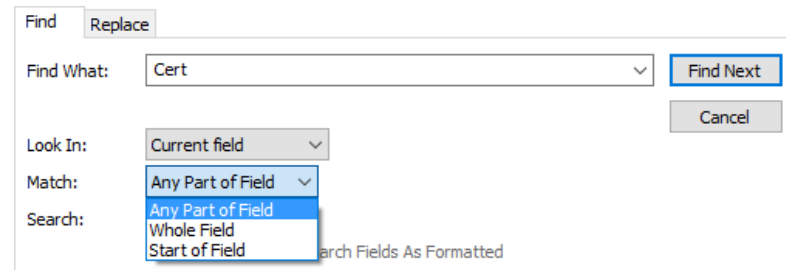 Find Replace
Find What: Cert Find Next
Cancel
Look In: Current field
Match: Any Part of Field
Any Part of Field
Search:
Whole Field
Start of Field arch Fields As Formatted